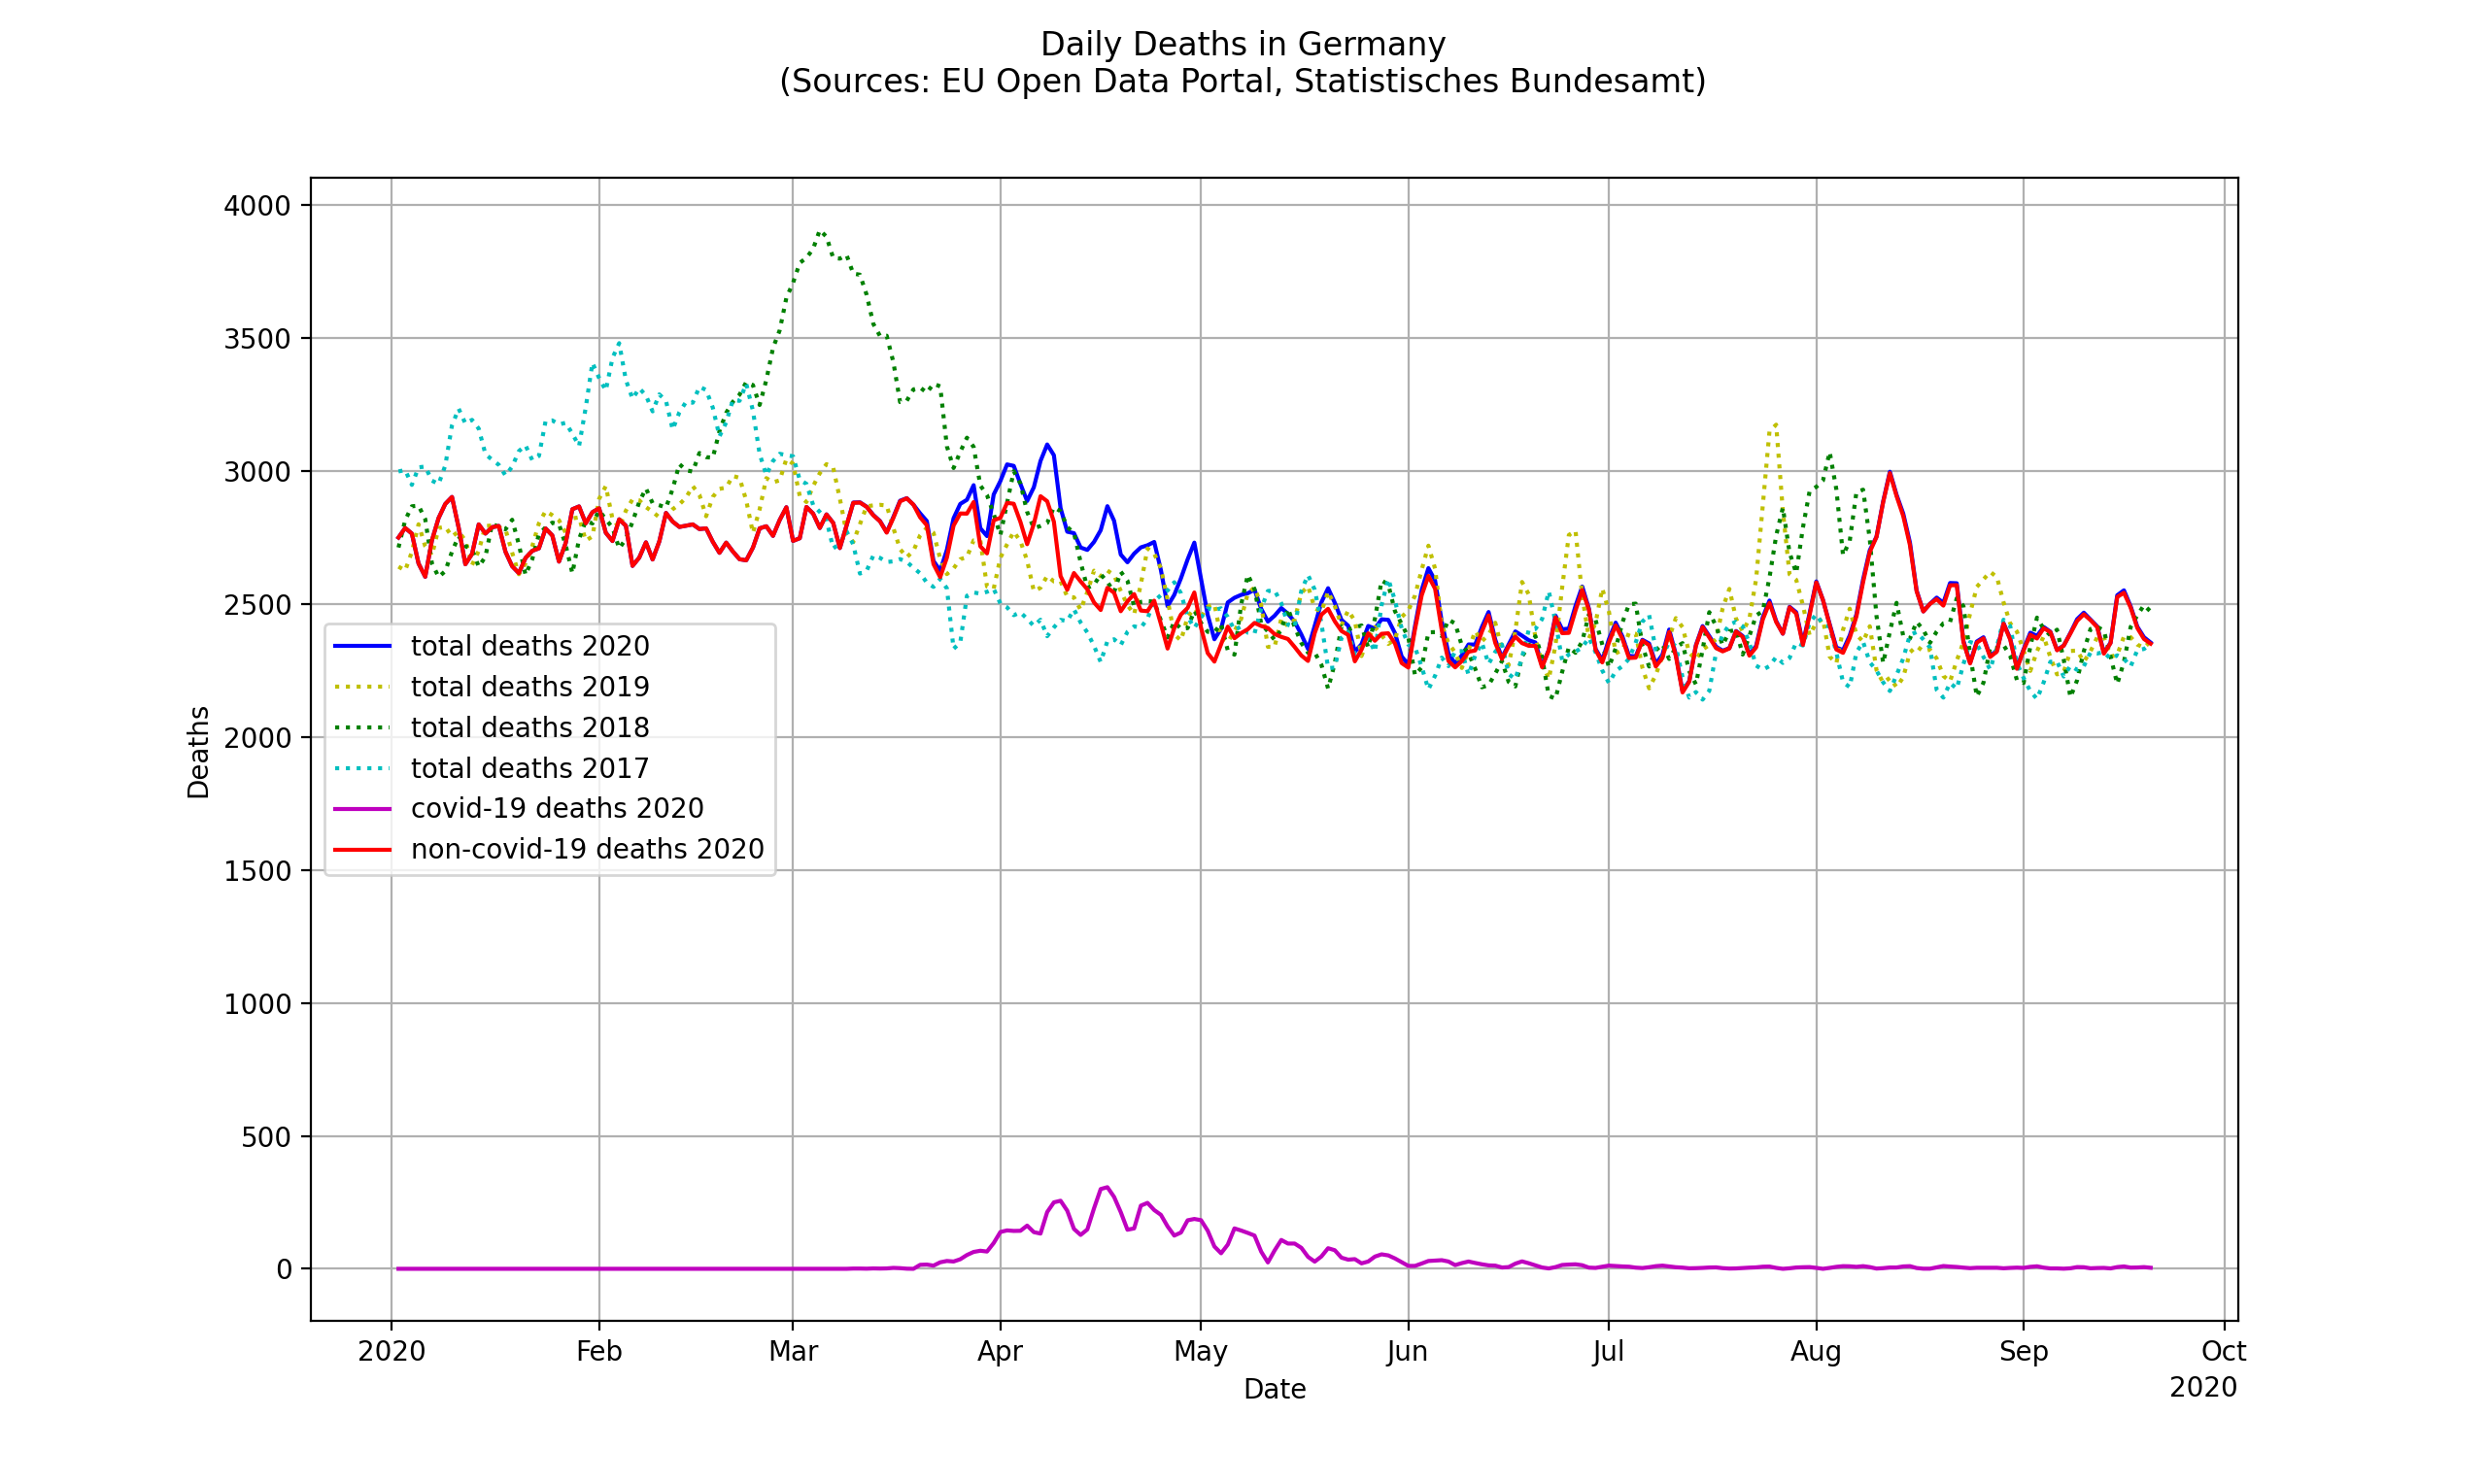 Daily Deaths in Germany
(Sources: EU Open Data Portal, Statistisches Bundesamt)
4000
3500
3000
2500
2000
1500
1000
500
0
Deaths
total deaths 2020
total deaths 2019
total deaths 2018
total deaths 2017
covid-19 deaths 2020
non-covid-19 deaths 2020
2020 Feb Mar Apr May Jun Jul Aug Sep Oct
Date
2020